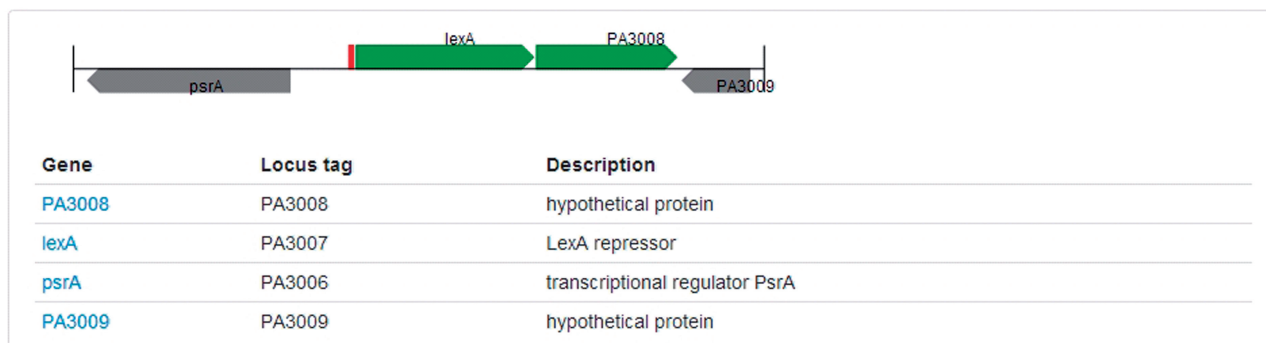 lexA PA3008
psrA PA3009
Gene Locus tag Description
PA3008 PA3008 hypothetical protein
lexA PA3007 LexA repressor
psrA PA3006 transcriptional regulator PsrA
PA3009 PA3009 hypothetical protein